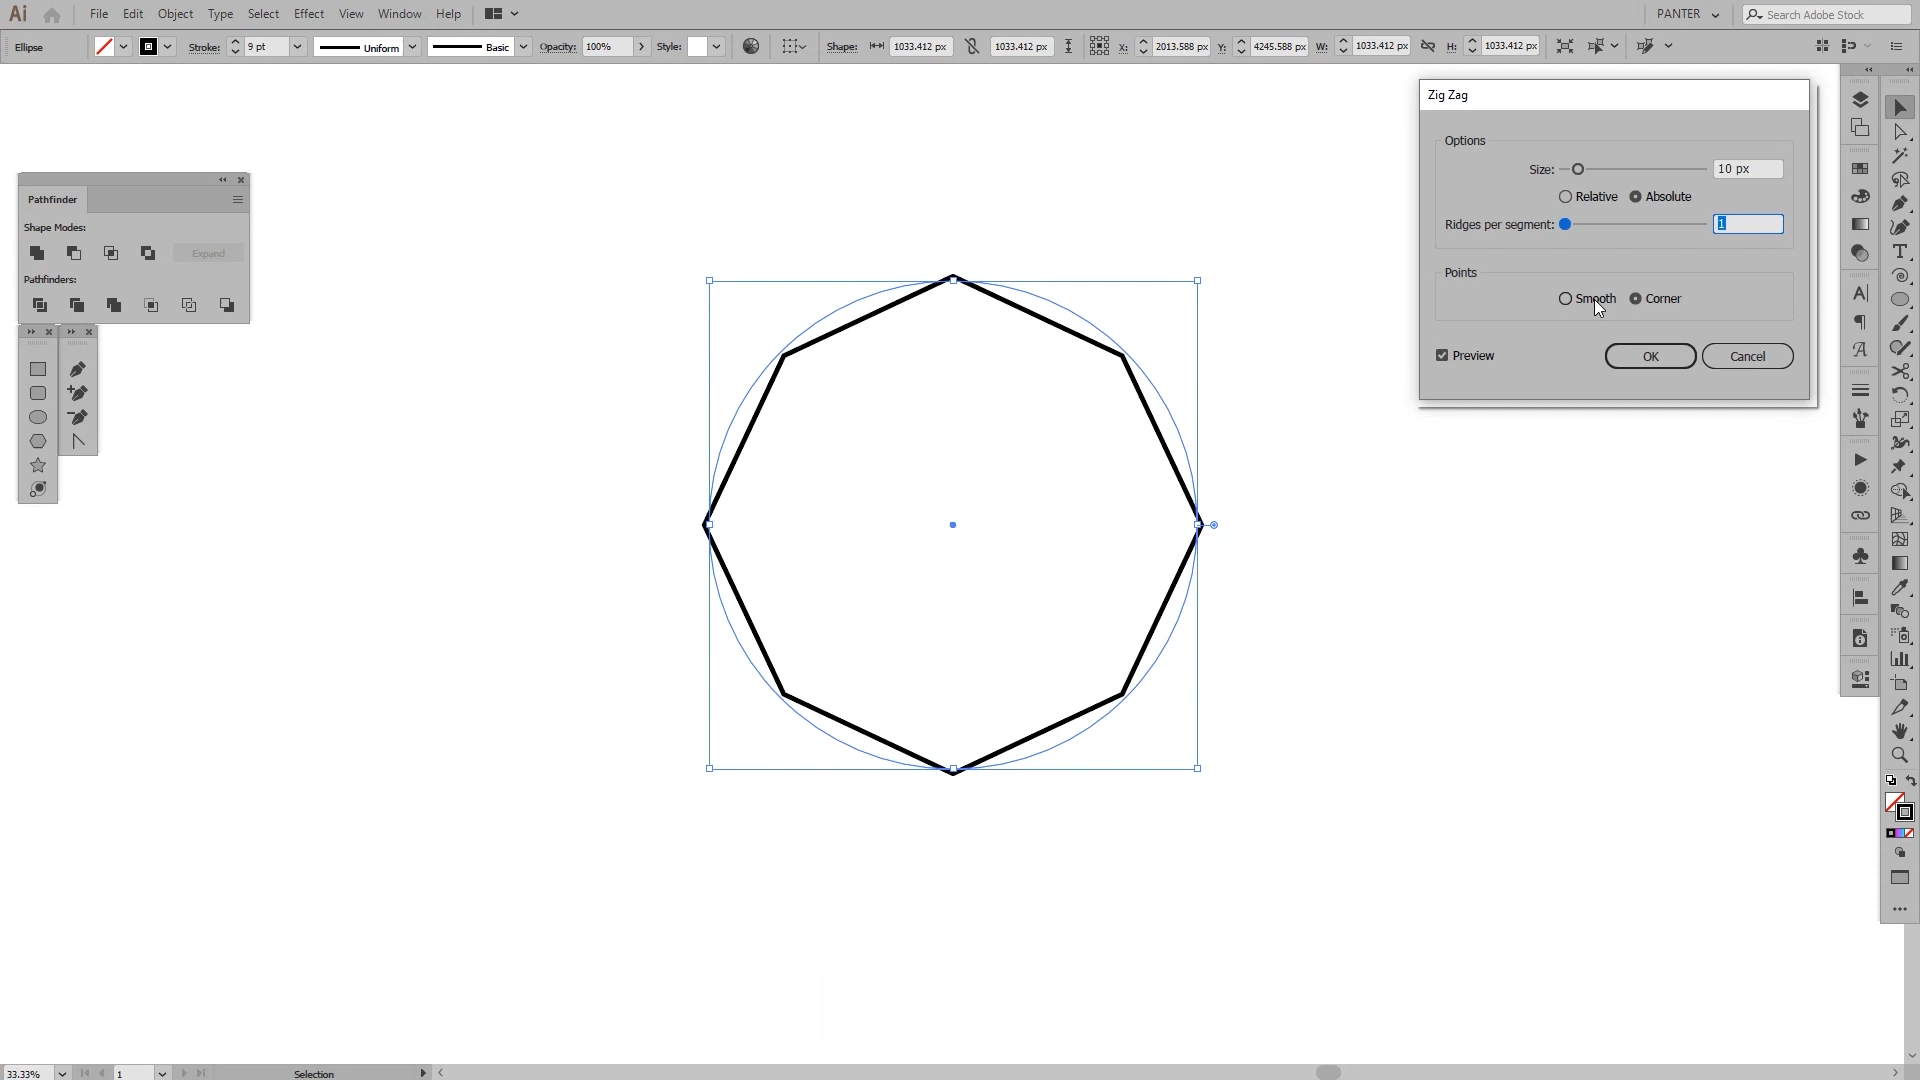 Ai File Edit Object Type Select Effect View Window Help PANTER Search Adobe Stock
Ellipse Stroke: 9 pt Uniform Basic Opacity: 100% Style: Shape: 1033.412 px 1033.412 px X: 2013.588 px Y: 4245.588 px W: 1033.412 px H: 1033.412 px
Zig Zag
Options
Size: 10 px
Relative Absolute
Ridges per segment: 1
Points
Smooth Corner
Preview OK Cancel
Pathfinder
Shape Modes:
Expand
Pathfinders:
33.33% 1 Selection